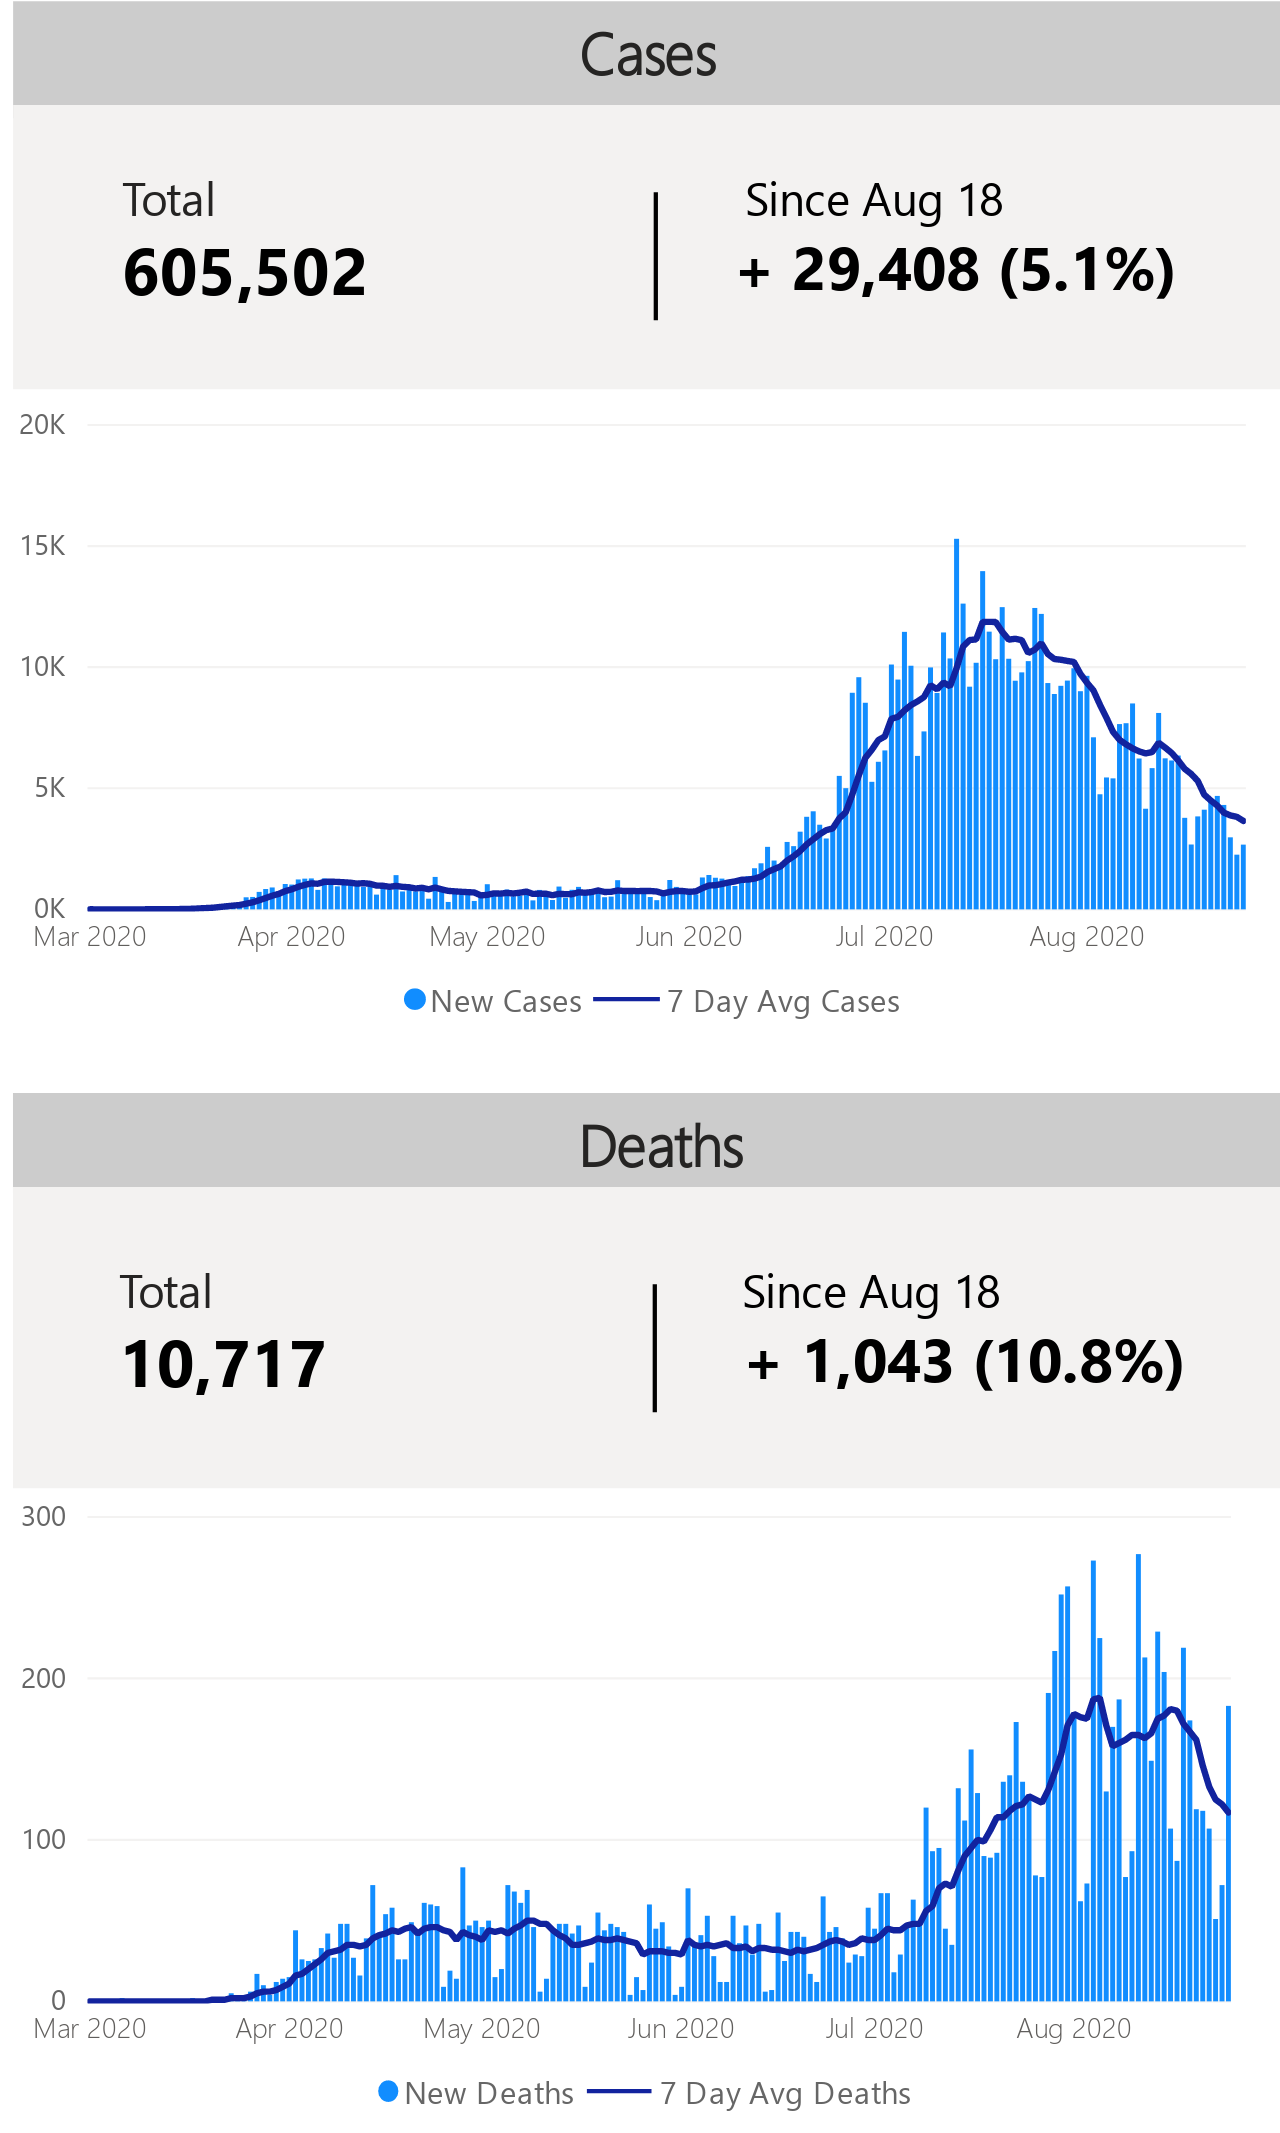 Cases
Total
Since Aug 18
605,502
+ 29,408 (5.1%)
20K
15K
10K
5K
0K
Mar 2020 Apr 2020 May 2020 Jun 2020 Jul 2020 Aug 2020
New Cases 7 Day Avg Cases
Deaths
Total
Since Aug 18
10,717
+ 1,043 (10.8%)
300
200
100
0
Mar 2020 Apr 2020 May 2020 Jun 2020 Jul 2020 Aug 2020
New Deaths 7 Day Avg Deaths